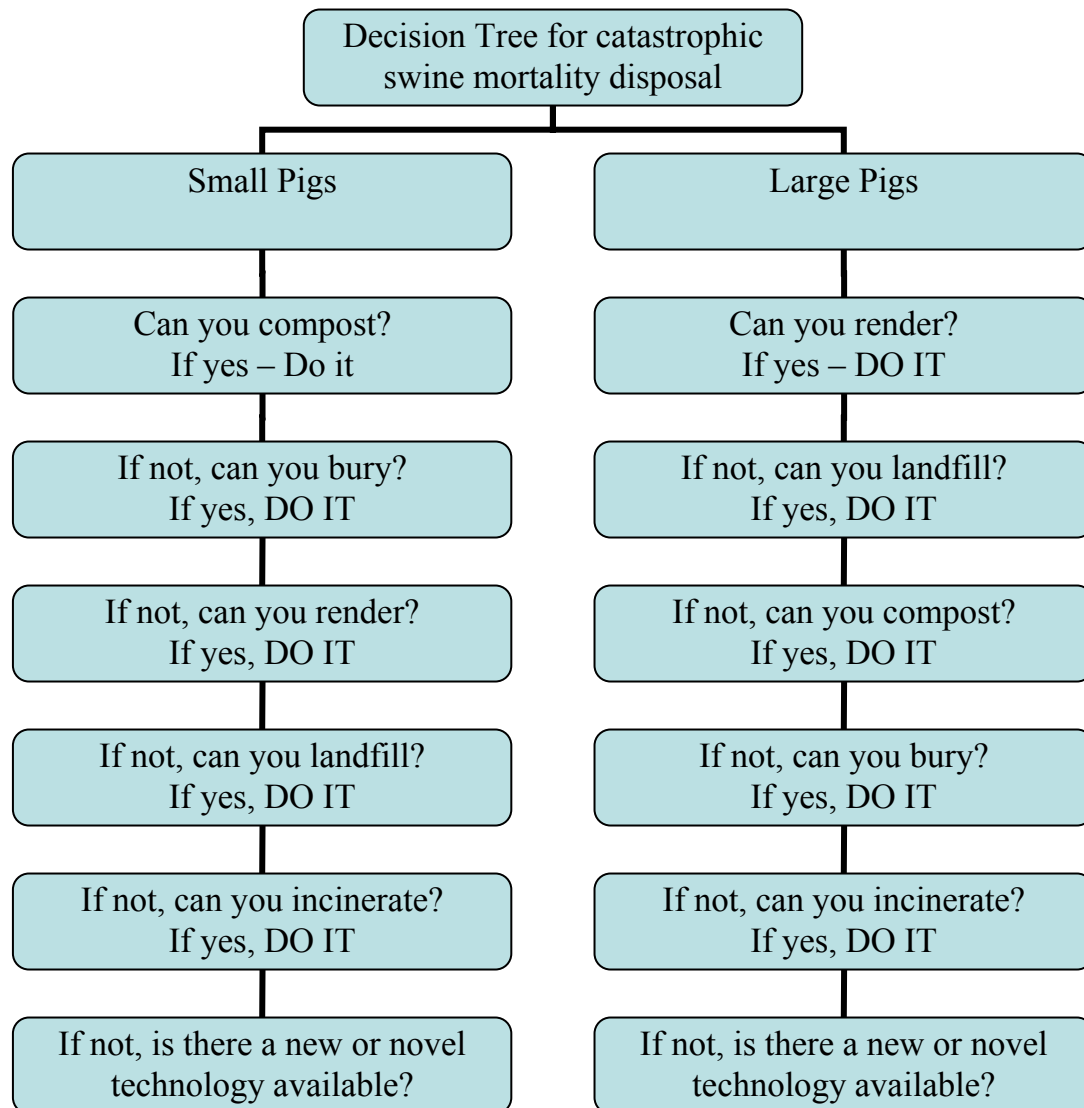 Decision Tree for catastrophic
swine mortality disposal
Small Pigs
Can you compost?
If yes – Do it
If not, can you bury?
If yes, DO IT
If not, can you render?
If yes, DO IT
If not, can you landfill?
If yes, DO IT
If not, can you incinerate?
If yes, DO IT
If not, is there a new or novel
technology available?
Large Pigs
Can you render?
If yes – DO IT
If not, can you landfill?
If yes, DO IT
If not, can you compost?
If yes, DO IT
If not, can you bury?
If yes, DO IT
If not, can you incinerate?
If yes, DO IT
If not, is there a new or novel
technology available?